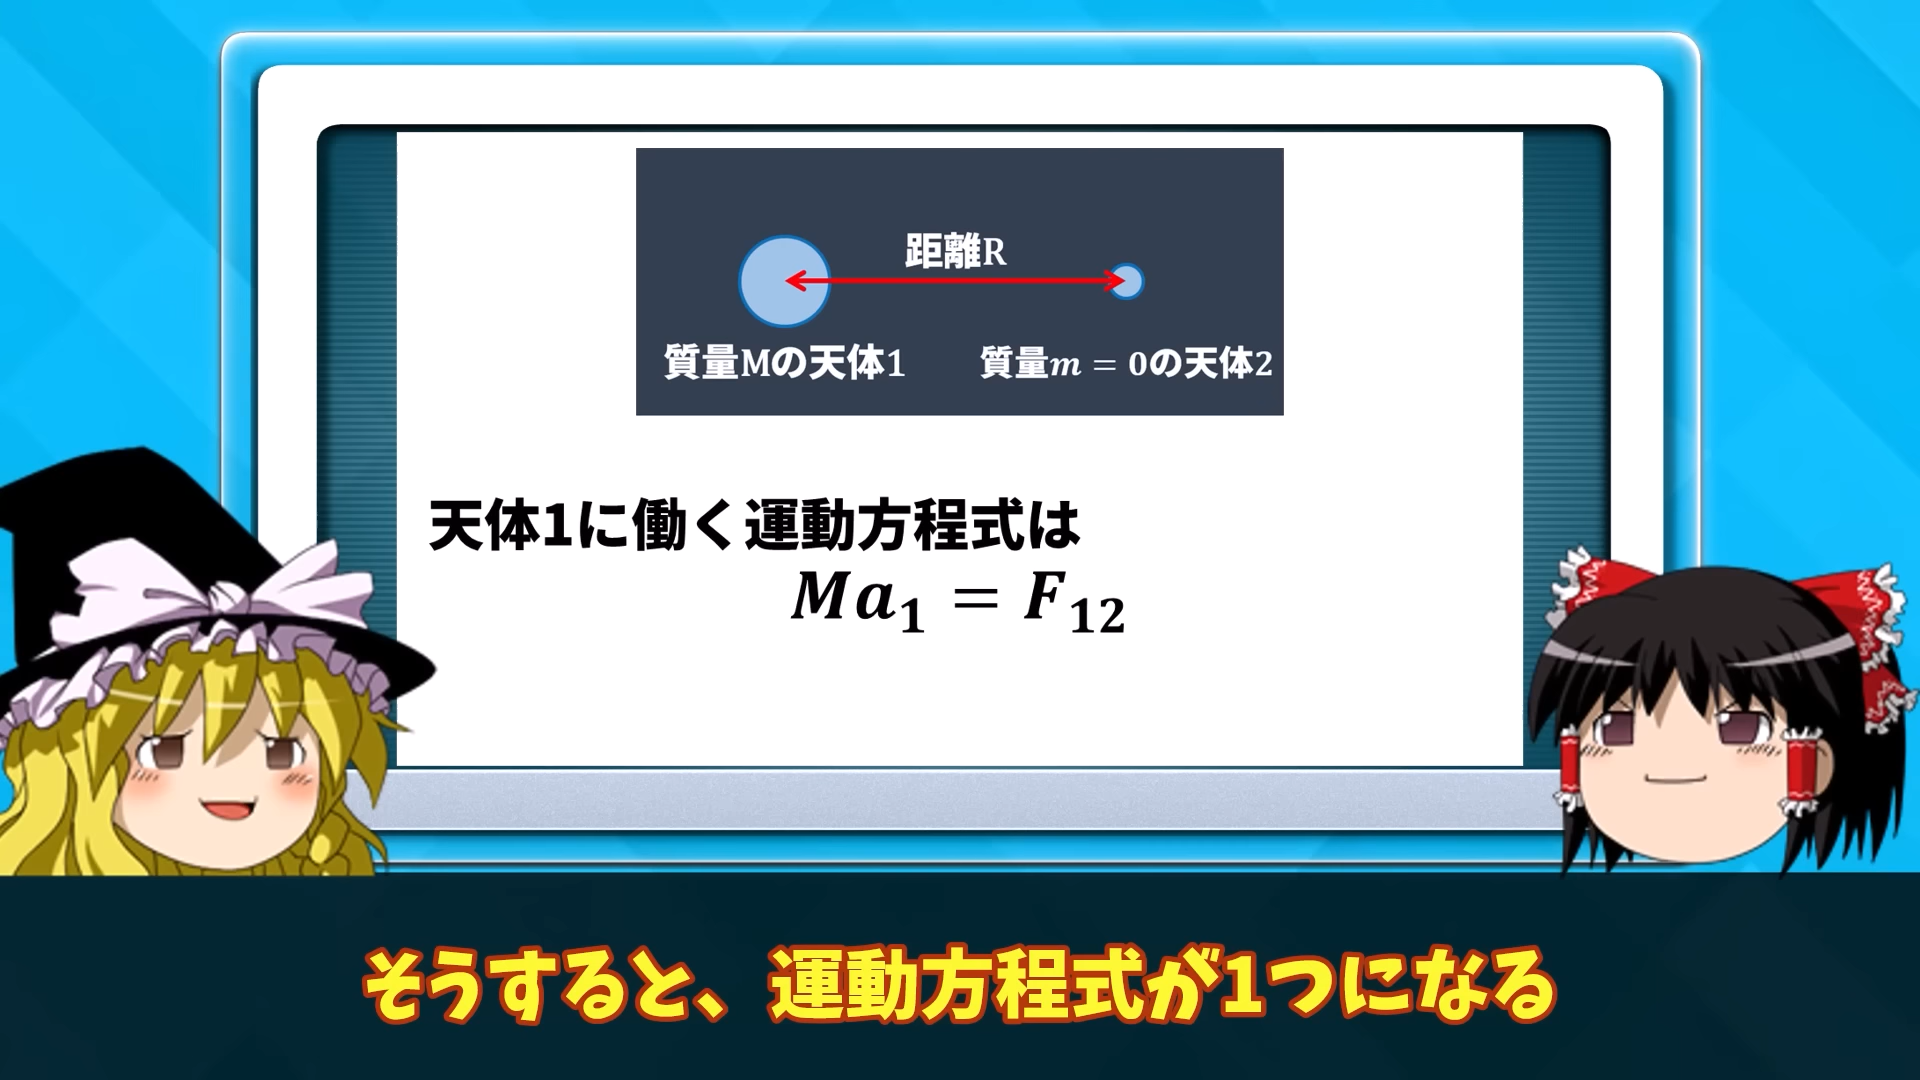 距離R
質量Mの天体1
質量m = 0の天体2
天体1に働く運動方程式は
Ma₁ = F₁₂
そうすると、運動方程式が1つになる